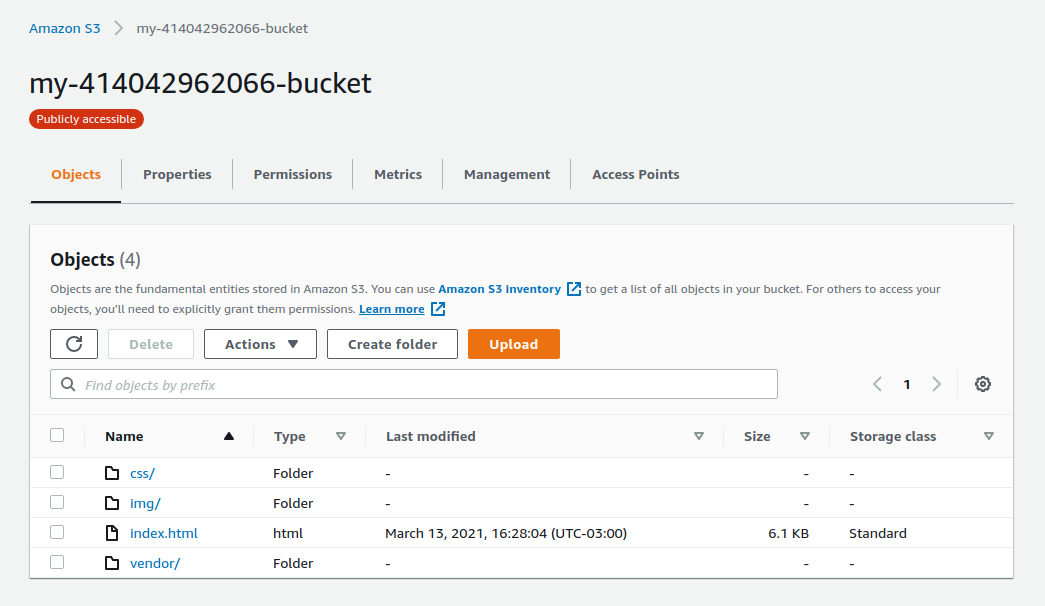 Amazon S3 > my-414042962066-bucket
my-414042962066-bucket
Publicly accessible
Objects Properties Permissions Metrics Management Access Points
Objects (4)
Objects are the fundamental entities stored in Amazon S3. You can use Amazon S3 inventory to get a list of all objects in your bucket. For others to access your
objects, you'll need to explicitly grant them permissions. Learn more
Delete Actions Create folder Upload
Find objects by prefix 1
Name Type Last modified Size Storage class
css/ Folder - - -
img/ Folder - - -
index.html html March 13, 2021, 16:28:04 (UTC-03:00) 6.1 KB Standard
vendor/ Folder - - -